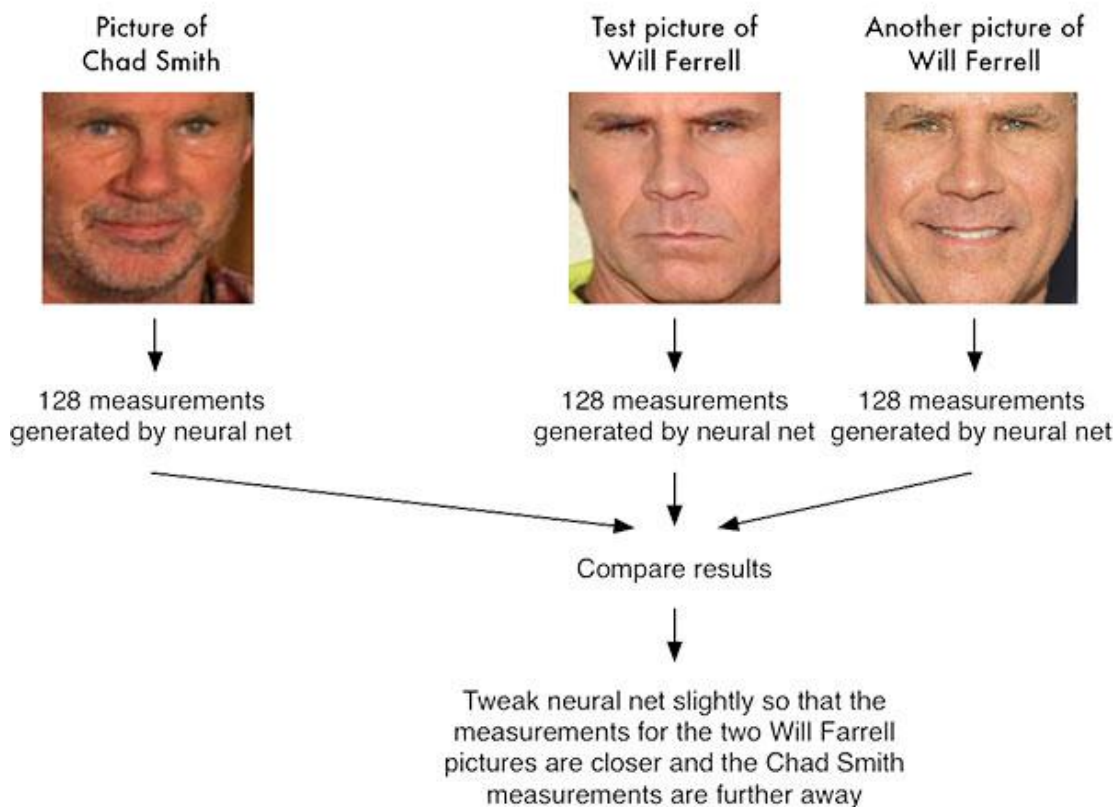 Picture of
Chad Smith
Test picture of
Will Ferrell
Another picture of
Will Ferrell
128 measurements
generated by neural net
128 measurements
generated by neural net
128 measurements
generated by neural net
Compare results
Tweak neural net slightly so that the
measurements for the two Will Farrell
pictures are closer and the Chad Smith
measurements are further away